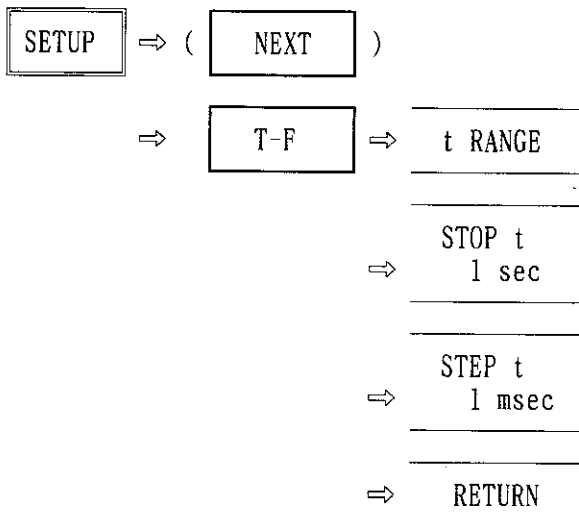 SETUP ⇨ ( NEXT )
⇨ T-F ⇨ t RANGE
STOP t
⇨ 1 sec
STEP t
⇨ 1 msec
⇨ RETURN